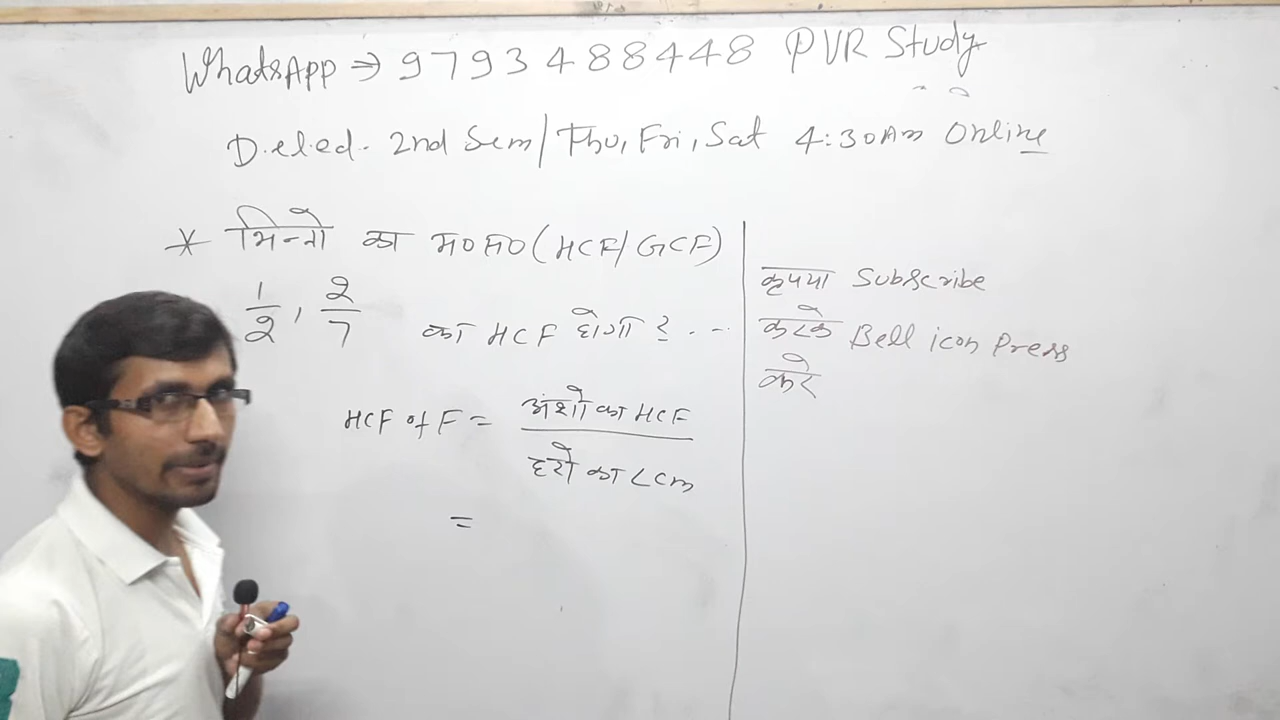 WhatsApp → 9793488448 PVR Study
D.el.ed. 2nd Sem/Thu, Fri, Sat 4:30Am Online
* भिन्नो का म०स० (HCF/GCF)
1/2, 2/7 का HCF होगा ? ...
HCF of F = अंशो का HCF / हरो का LCM
=
कृपया Subscribe
करके Bell icon Press
करे